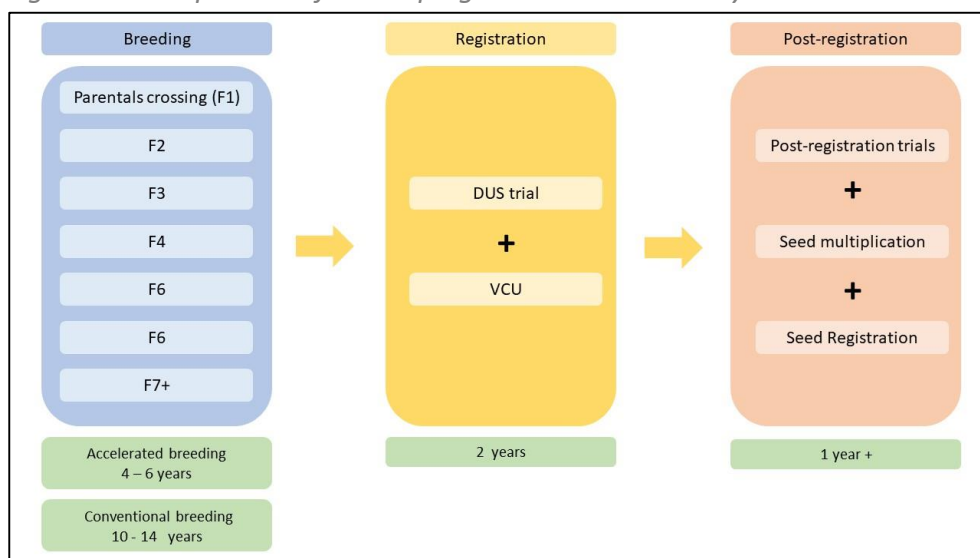 Breeding
Parentals crossing (F1)
F2
F3
F4
F6
F6
F7+
Accelerated breeding
4 – 6 years
Conventional breeding
10 - 14 years
Registration
DUS trial
+
VCU
2 years
Post-registration
Post-registration trials
+
Seed multiplication
+
Seed Registration
1 year +